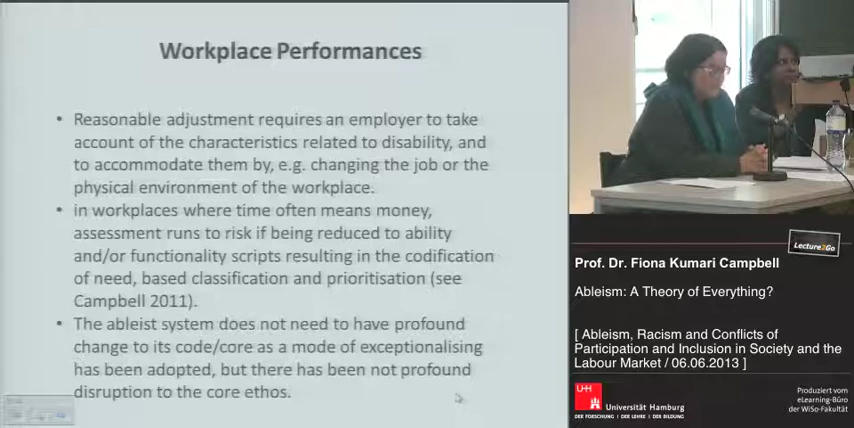 Workplace Performances
• Reasonable adjustment requires an employer to take
account of the characteristics related to disability, and
to accommodate them by, e.g. changing the job or the
physical environment of the workplace.
• in workplaces where time often means money,
assessment runs to risk if being reduced to ability
and/or functionality scripts resulting in the codification
of need, based classification and prioritisation (see
Campbell 2011).
• The ableist system does not need to have profound
change to its code/core as a mode of exceptionalising
has been adopted, but there has been not profound
disruption to the core ethos.
Lecture2Go
Prof. Dr. Fiona Kumari Campbell
Ableism: A Theory of Everything?
[ Ableism, Racism and Conflicts of
Participation and Inclusion in Society and the
Labour Market / 06.06.2013 ]
UH
Universität Hamburg
DER FORSCHUNG | DER LEHRE | DER BILDUNG
Produziert vom
eLearning-Büro
der WiSo-Fakultät